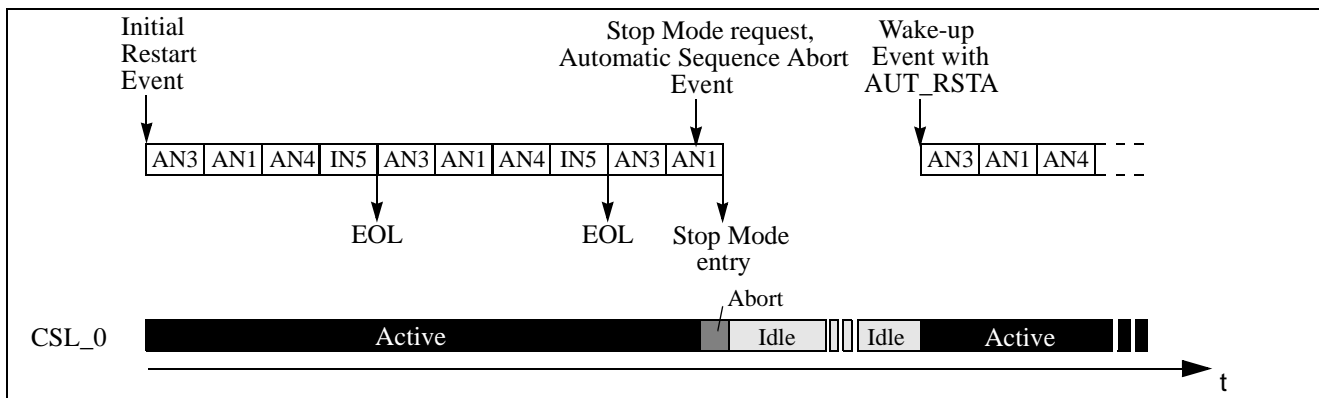 Initial
Restart
Event
Stop Mode request,
Automatic Sequence Abort
Event
Wake-up
Event with
AUT_RSTA
AN3 AN1 AN4 IN5 AN3 AN1 AN4 IN5 AN3 AN1 AN3 AN1 AN4
EOL EOL Stop Mode
entry
Abort
CSL_0 Active Idle Idle Active
t